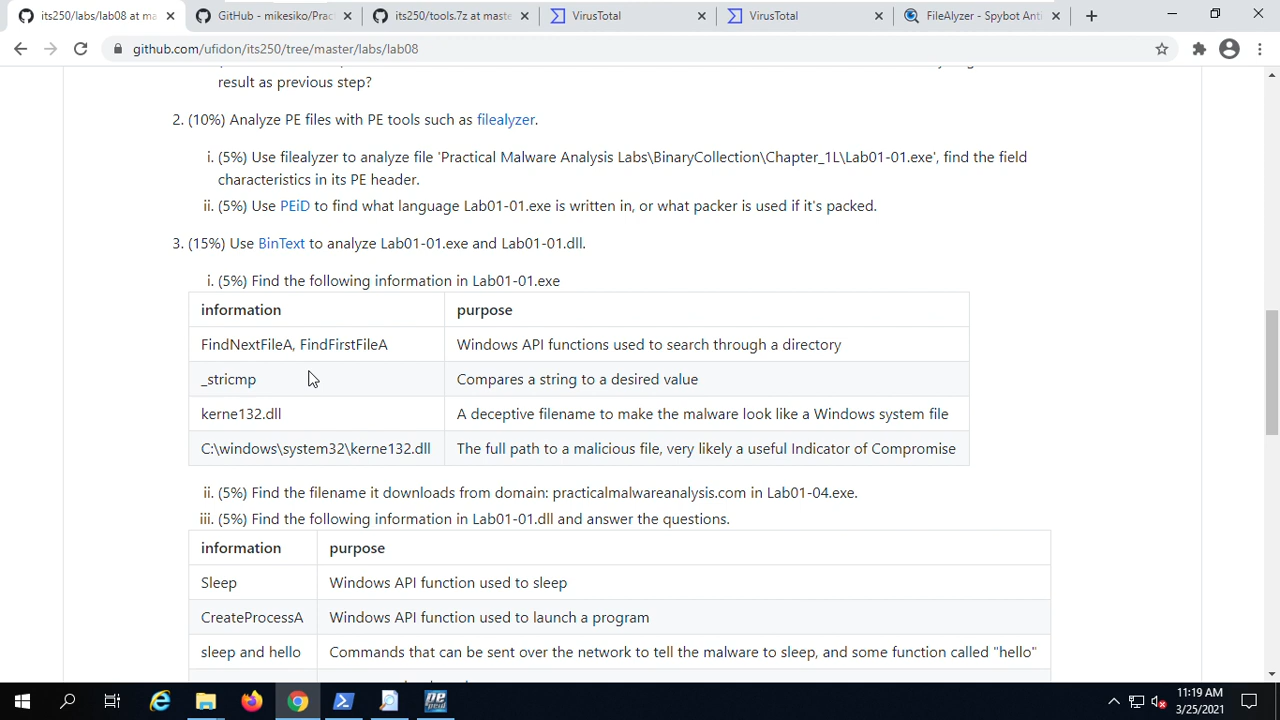 its250/labs/lab08 at ma
GitHub - mikesiko/Prac
its250/tools.7z at maste
VirusTotal
VirusTotal
FileAlyzer - Spybot Anti
github.com/ufidon/its250/tree/master/labs/lab08
result as previous step?
2. (10%) Analyze PE files with PE tools such as filealyzer.
i. (5%) Use filealyzer to analyze file 'Practical Malware Analysis Labs\BinaryCollection\Chapter_1L\Lab01-01.exe', find the field
characteristics in its PE header.
ii. (5%) Use PEiD to find what language Lab01-01.exe is written in, or what packer is used if it's packed.
3. (15%) Use BinText to analyze Lab01-01.exe and Lab01-01.dll.
i. (5%) Find the following information in Lab01-01.exe
information purpose
FindNextFileA, FindFirstFileA Windows API functions used to search through a directory
_stricmp Compares a string to a desired value
kerne132.dll A deceptive filename to make the malware look like a Windows system file
C:\windows\system32\kerne132.dll The full path to a malicious file, very likely a useful Indicator of Compromise
ii. (5%) Find the filename it downloads from domain: practicalmalwareanalysis.com in Lab01-04.exe.
iii. (5%) Find the following information in Lab01-01.dll and answer the questions.
information purpose
Sleep Windows API function used to sleep
CreateProcessA Windows API function used to launch a program
sleep and hello Commands that can be sent over the network to tell the malware to sleep, and some function called "hello"
11:19 AM
3/25/2021